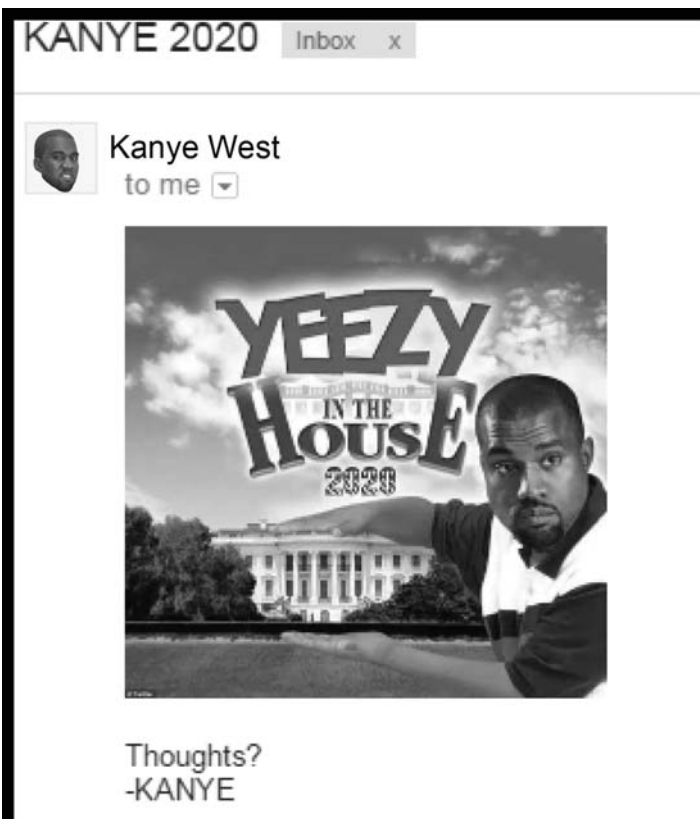 KANYE 2020 Inbox x
Kanye West
to me
YEEZY
IN THE
HOUSE
2020
Thoughts?
-KANYE